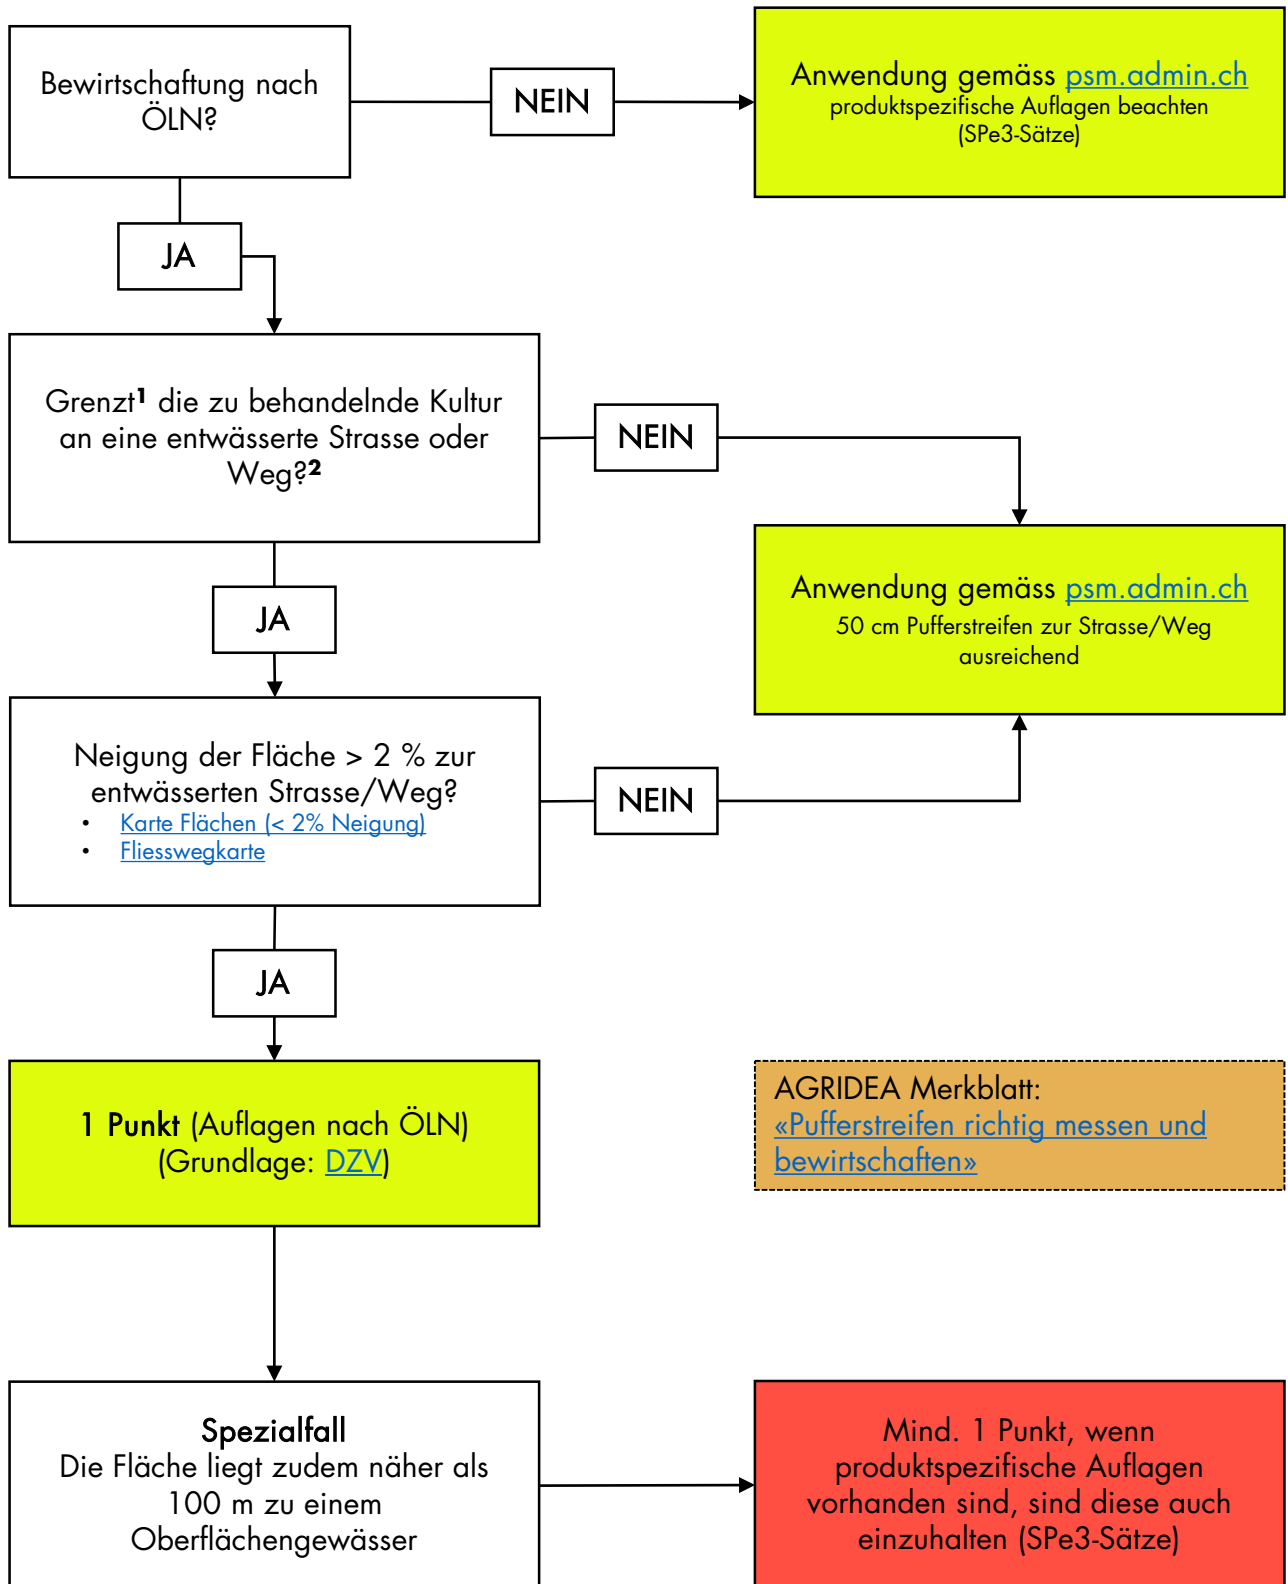 Bewirtschaftung nach
ÖLN?
NEIN
Anwendung gemäss psm.admin.ch
produktspezifische Auflagen beachten
(SPe3-Sätze)
JA
Grenzt¹ die zu behandelnde Kultur
an eine entwässerte Strasse oder
Weg?²
NEIN
Anwendung gemäss psm.admin.ch
50 cm Pufferstreifen zur Strasse/Weg
ausreichend
JA
Neigung der Fläche > 2 % zur
entwässerten Strasse/Weg?
• Karte Flächen (< 2% Neigung)
• Fliesswegkarte
NEIN
JA
1 Punkt (Auflagen nach ÖLN)
(Grundlage: DZV)
AGRIDEA Merkblatt:
«Pufferstreifen richtig messen und
bewirtschaften»
Spezialfall
Die Fläche liegt zudem näher als
100 m zu einem
Oberflächengewässer
Mind. 1 Punkt, wenn
produktspezifische Auflagen
vorhanden sind, sind diese auch
einzuhalten (SPe3-Sätze)